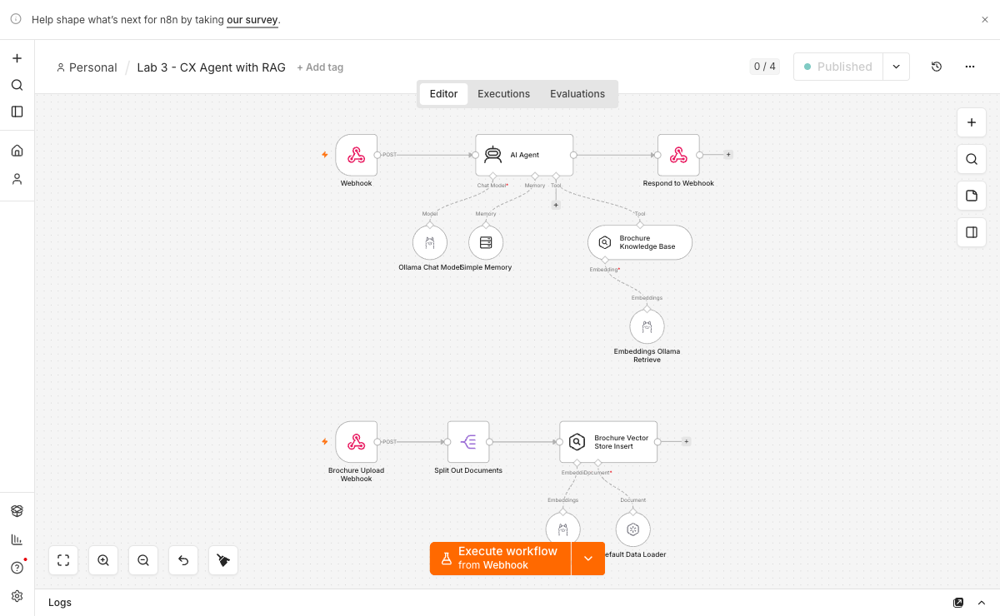 Help shape what's next for n8n by taking our survey.
Personal / Lab 3 - CX Agent with RAG + Add tag
0 / 4
Published
Editor Executions Evaluations
POST
AI Agent
Webhook
Respond to Webhook
Chat Model* Memory Tool
Model
Memory
Tool
Brochure
Knowledge Base
Ollama Chat Model
Simple Memory
Embedding*
Embeddings
Embeddings Ollama
Retrieve
POST
Brochure Vector
Store Insert
Brochure Upload
Webhook
Split Out Documents
Document*
Embeddings
Document
Execute workflow
from Webhook
efault Data Loader
Logs